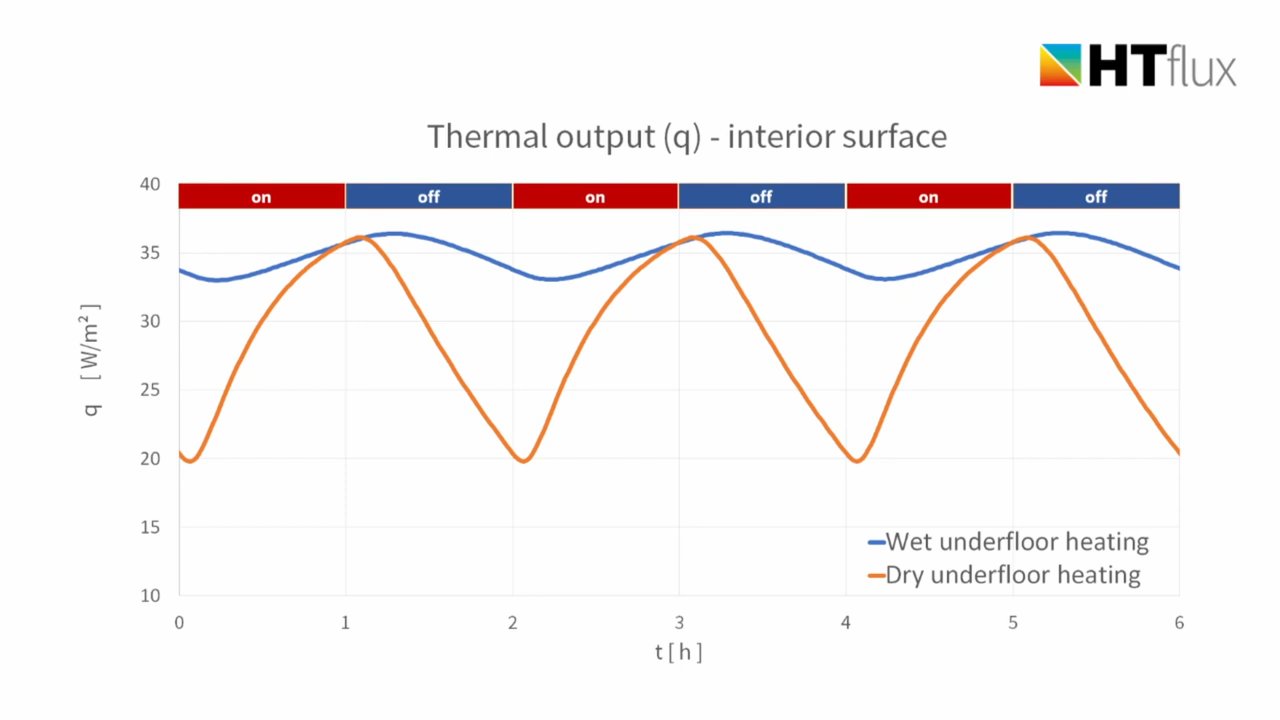 HTflux
Thermal output (q) - interior surface
40
on off on off on off
35
30
25
20
15
10
q [ W/m² ]
Wet underfloor heating
Dry underfloor heating
0 1 2 3 4 5 6
t [ h ]